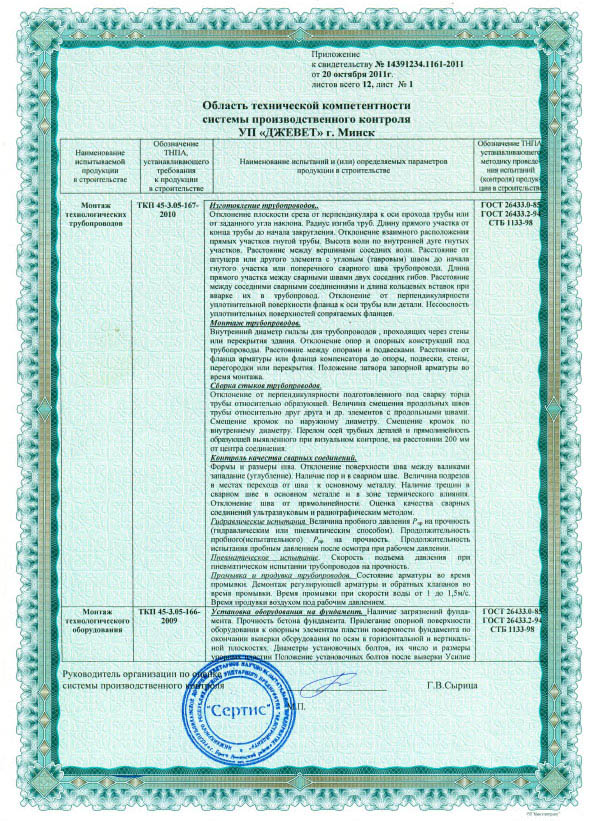 Приложение
к свидетельству № 14391234.1161-2011
от 20 октября 2011г.
листов всего 12, лист № 1
Область технической компетентности
системы производственного контроля
УП «ДЖЕВЕТ» г. Минск
Наименование
испытываемой
продукции
в строительстве
Обозначение
ТНПА,
устанавливающего
требования
к продукции
в строительстве
Наименование испытаний и (или) определяемых параметров
продукции в строительстве
Обозначение ТНПА,
устанавливающего
методику проведе-
ния испытаний
(контроля) продук-
ции в строительстве
Монтаж
технологических
трубопроводов
ТКП 45-3.05-167-
2010
Изготовление трубопроводов..
Отклонение плоскости среза от перпендикуляра к оси прохода трубы или
от заданного угла наклона. Радиус изгиба труб. Длину прямого участка от
конца трубы до начала закругления. Отклонение взаимного расположения
прямых участков гнутой трубы. Высота волн по внутренней дуге гнутых
участков. Расстояние между вершинами соседних волн. Расстояние от
штуцера или другого элемента с угловым (тавровым) швом до начала
гнутого участка или поперечного сварного шва трубопровода. Длина
прямого участка между сварными швами двух соседних гибов. Расстояние
между соседними сварными соединениями и длина кольцевых вставок при
вварке их в трубопровод. Отклонение от перпендикулярности
уплотнительной поверхности фланца к оси трубы или детали. Несоосность
уплотнительных поверхностей сопрягаемых фланцев.
Монтаж трубопроводов.
Внутренний диаметр гильзы для трубопроводов , проходящих через стены
или перекрытия здания. Отклонение опор и опорных конструкций под
трубопроводы. Расстояние между опорами и подвесками. Расстояние от
фланца арматуры или фланца компенсатора до опоры, подвески, стены,
перегородки или перекрытия. Положение затвора запорной арматуры во
время монтажа.
Сборка стыков трубопроводов.
Отклонение от перпендикулярности подготовленного под сварку торца
трубы относительно образующей. Величина смещения продольных швов
трубы относительно друг друга и др. элементов с продольными швами.
Смещение кромок по наружному диаметру. Смещение кромок по
внутреннему диаметру. Перелом осей трубных деталей и прямолинейность
образующей выявленного при визуальном контроле, на расстоянии 200 мм
от центра соединения.
Контроль качества сварных соединений.
Формы и размеры шва. Отклонение поверхности шва между валиками
западание (углубление). Наличие пор и в сварном шве. Величина подрезов
в местах перехода от шва к основному металлу. Наличие трещин в
сварном шве в основном металле и в зоне термического влияния.
Отклонение шва от прямолинейности. Оценка качества сварных
соединений ультразвуковым и радиографическим методом.
Гидравлические испытания. Величина пробного давления Рпр на прочность
(гидравлическим или пневматическим способом). Продолжительность
пробного(испытательного) Рпр на прочность. Продолжительность
испытания пробным давлением после осмотра при рабочем давлении.
Пневматическое испытание. Скорость подъема давления при
пневматическом испытании трубопроводов на прочность.
Промывка и продувка трубопроводов. Состояние арматуры во время
промывки. Демонтаж регулирующей арматуры и обратных клапанов во
время промывки. Время промывки при скорости воды от 1 до 1,5м/с.
Время продувки воздухом под рабочим давлением.
ГОСТ 26433.0-85
ГОСТ 26433.2-94
СТБ 1133-98
Монтаж
технологического
оборудования
ТКП 45-3.05-166-
2009
Установка оборудования на фундамент. Наличие загрязнений фунда-
мента. Прочность бетона фундамента. Прилегание опорной поверхности
оборудования к опорным элементам пластин поверхности фундамента по
окончании выверки оборудования по осям в горизонтальной и вертикаль-
ной плоскостях. Диаметры установочных болтов, их число и размеры
упорных пластин Положение установочных болтов после выверки Усилие
ГОСТ 26433.0-85
ГОСТ 26433.2-94
СТБ 1133-98
Руководитель организации по оценке
системы производственного контроля
Г.В.Сырица
М.П.
"Сертис"